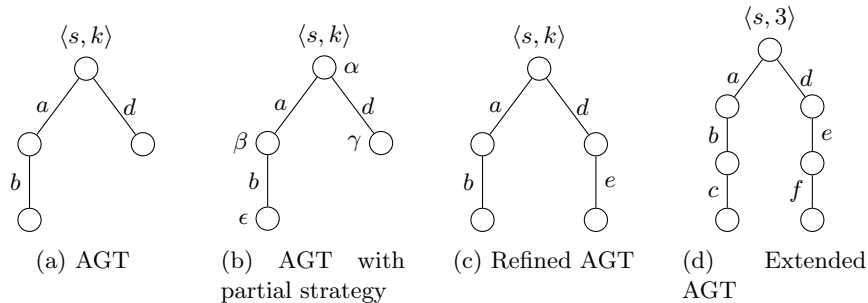 ⟨s, k⟩
a
d
b
(a) AGT
⟨s, k⟩
α
a
d
β
γ
b
ϵ
(b) AGT with
partial strategy
⟨s, k⟩
a
d
b
e
(c) Refined AGT
⟨s, 3⟩
a
d
b
e
c
f
(d) Extended
AGT